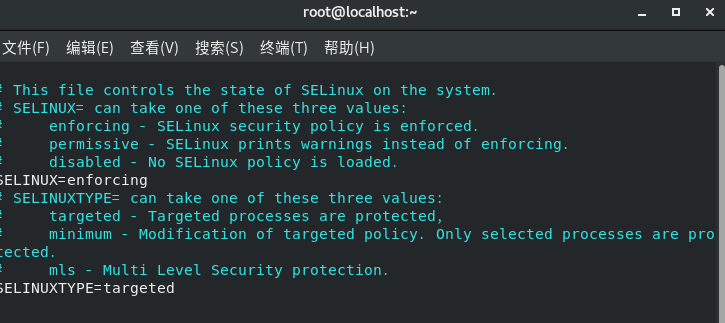 root@localhost:~
文件(F) 编辑(E) 查看(V) 搜索(S) 终端(T) 帮助(H)
# This file controls the state of SELinux on the system.
# SELINUX= can take one of these three values:
#     enforcing - SELinux security policy is enforced.
#     permissive - SELinux prints warnings instead of enforcing.
#     disabled - No SELinux policy is loaded.
SELINUX=enforcing
# SELINUXTYPE= can take one of these three values:
#     targeted - Targeted processes are protected,
#     minimum - Modification of targeted policy. Only selected processes are pro
tected.
#     mls - Multi Level Security protection.
SELINUXTYPE=targeted